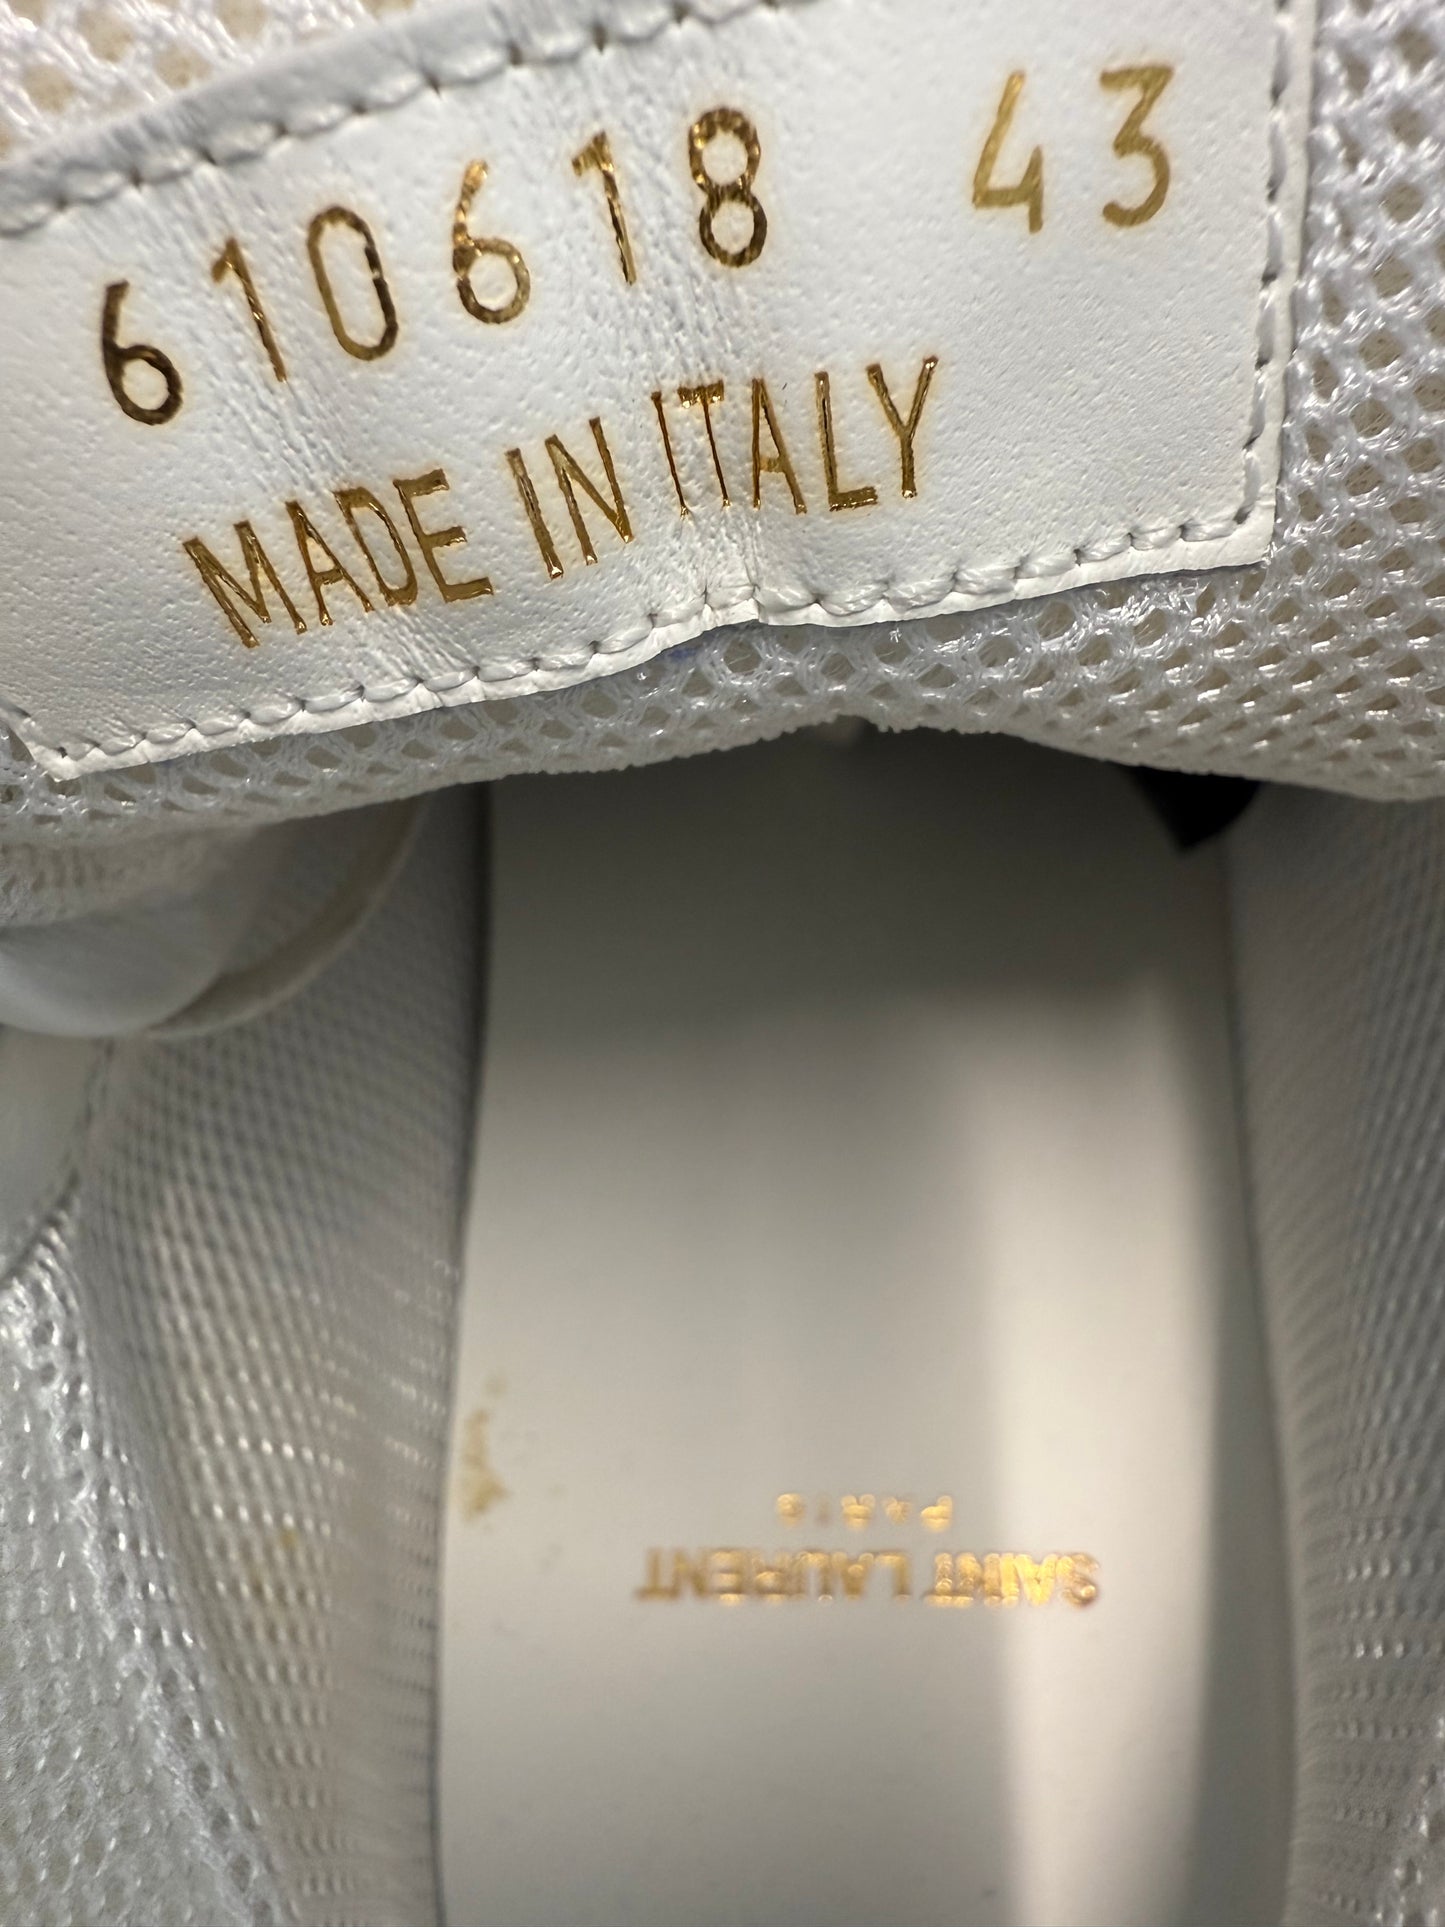 610618 43
MADE IN ITALY
SAINT LAURENT
PARIS